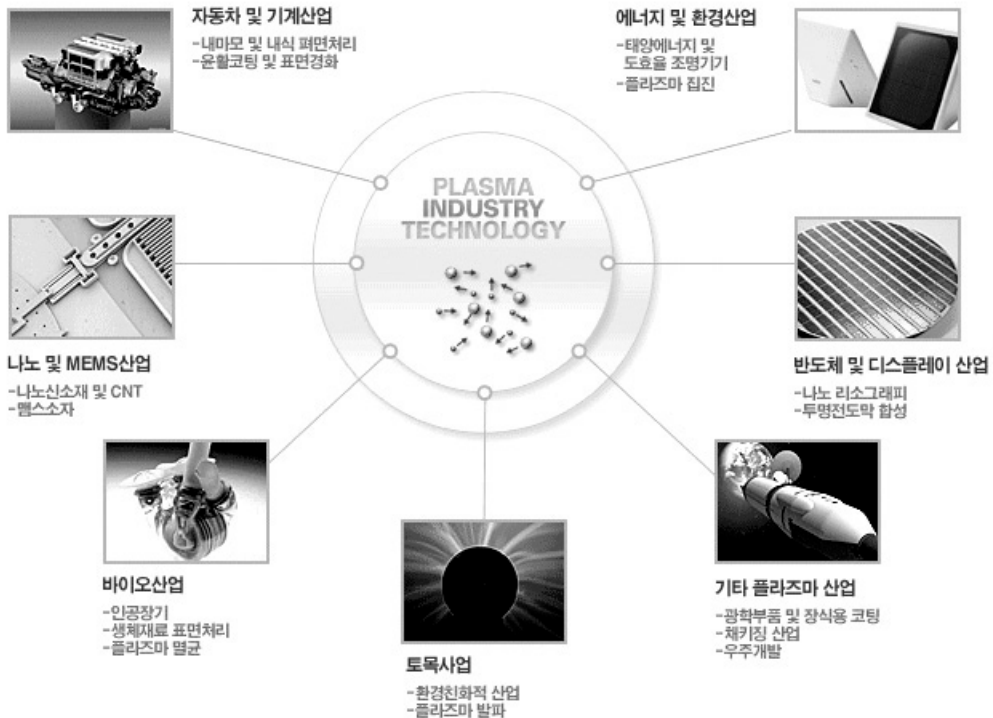 자동차 및 기계산업
-내마모 및 내식 펴면처리
-윤활코팅 및 표면경화
에너지 및 환경산업
-태양에너지 및
도효율 조명기기
-플라즈마 집진
PLASMA
INDUSTRY
TECHNOLOGY
나노 및 MEMS산업
-나노신소재 및 CNT
-맴스소자
반도체 및 디스플레이 산업
-나노 리소그래피
-투명전도막 합성
바이오산업
-인공장기
-생체재료 표면처리
-플라즈마 멸균
토목사업
-환경친화적 산업
-플라즈마 발파
기타 플라즈마 산업
-광학부품 및 장식용 코팅
-채키징 산업
-우주개발